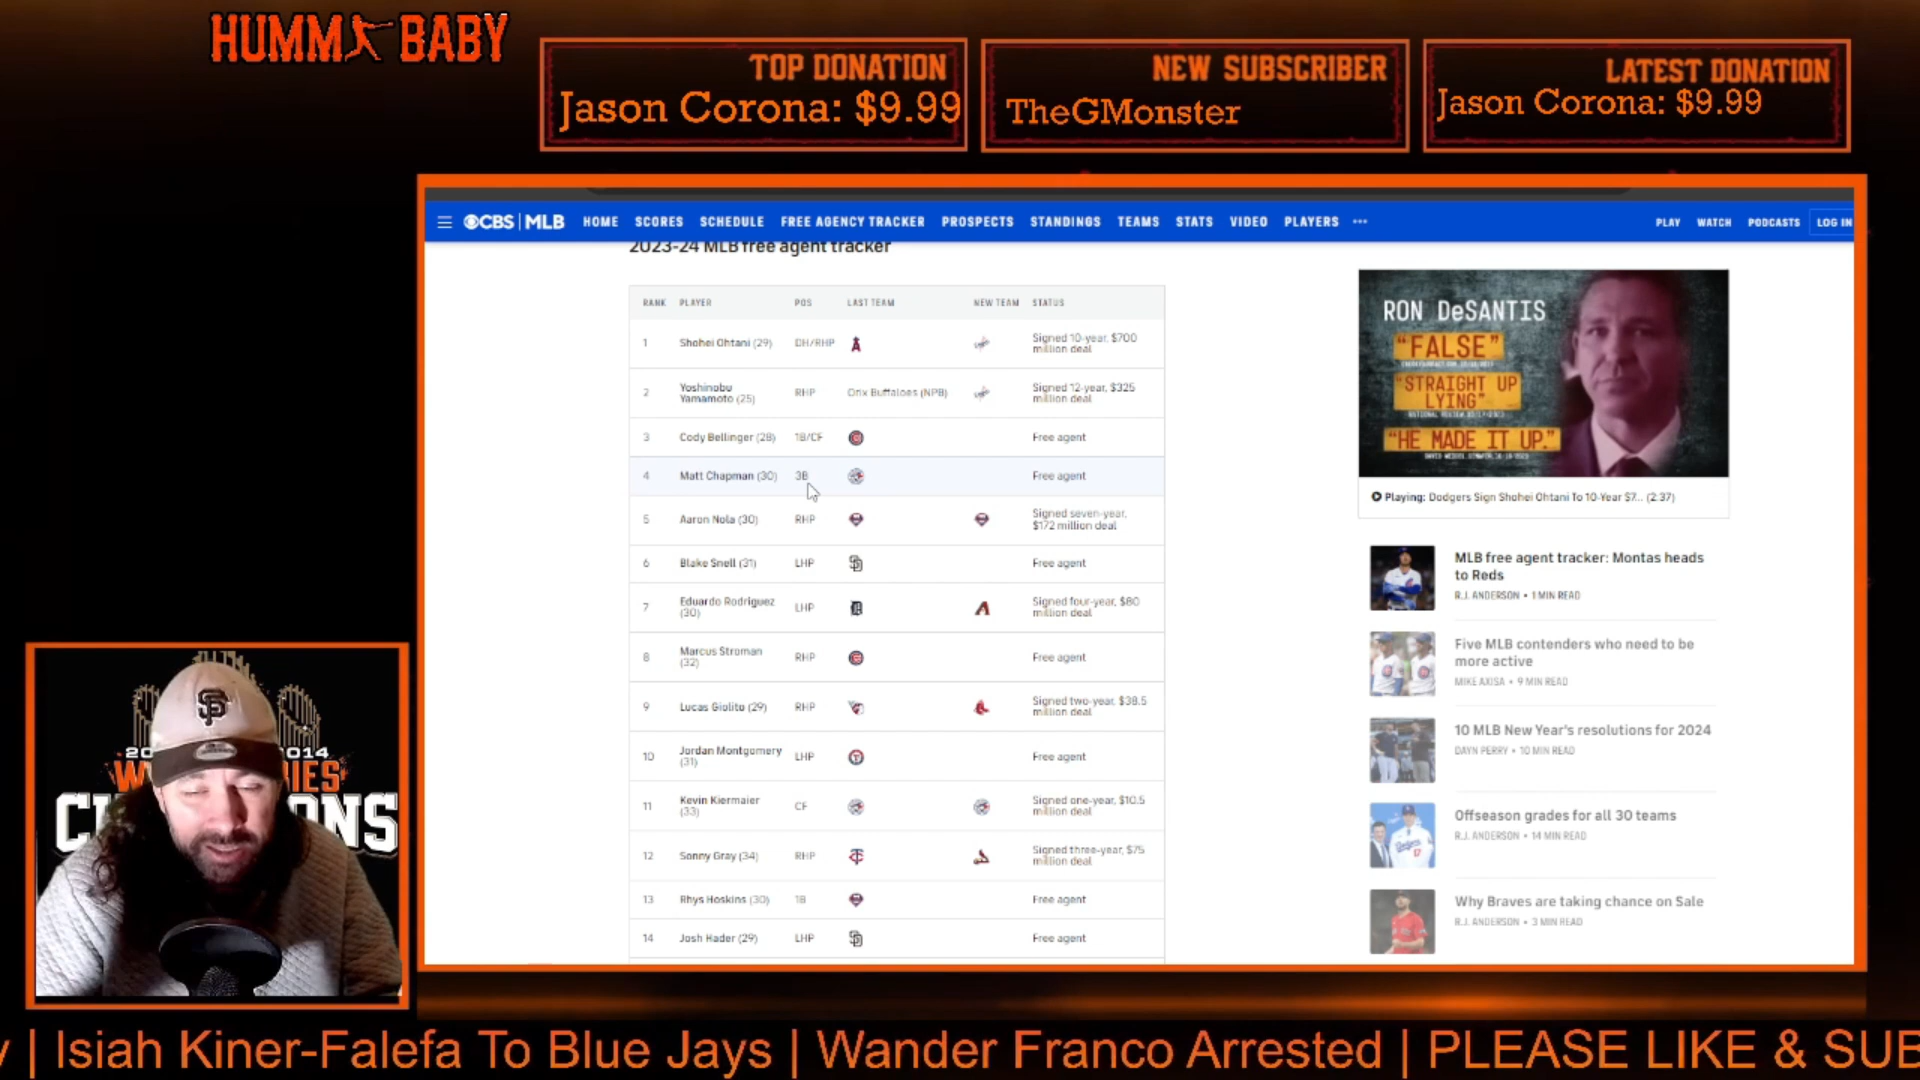 HUMM BABY
TOP DONATION
Jason Corona: $9.99
NEW SUBSCRIBER
TheGMonster
LATEST DONATION
Jason Corona: $9.99
CBS | MLB HOME SCORES SCHEDULE FREE AGENCY TRACKER PROSPECTS STANDINGS TEAMS STATS VIDEO PLAYERS ••• PLAY WATCH PODCASTS LOG IN
2023-24 MLB free agent tracker
RANK PLAYER POS LAST TEAM NEW TEAM STATUS
1 Shohei Ohtani (29) DH/RHP Signed 10-year, $700
million deal
2 Yoshinobu
Yamamoto (25) RHP Orix Buffaloes (NPB) Signed 12-year, $325
million deal
3 Cody Bellinger (28) 1B/CF Free agent
4 Matt Chapman (30) 3B Free agent
5 Aaron Nola (30) RHP Signed seven-year,
$172 million deal
6 Blake Snell (31) LHP Free agent
7 Eduardo Rodriguez
(30) LHP Signed four-year, $80
million deal
8 Marcus Stroman
(32) RHP Free agent
9 Lucas Giolito (29) RHP Signed two-year, $38.5
million deal
10 Jordan Montgomery
(31) LHP Free agent
11 Kevin Kiermaier
(33) CF Signed one-year, $10.5
million deal
12 Sonny Gray (34) RHP Signed three-year, $75
million deal
13 Rhys Hoskins (30) 1B Free agent
14 Josh Hader (29) LHP Free agent
RON DeSANTIS
"FALSE"
"STRAIGHT UP
LYING"
"HE MADE IT UP."
Playing: Dodgers Sign Shohei Ohtani To 10-Year $7... (2:37)
MLB free agent tracker: Montas heads
to Reds
R.J. ANDERSON • 1 MIN READ
Five MLB contenders who need to be
more active
MIKE AXISA • 9 MIN READ
10 MLB New Year's resolutions for 2024
DAYN PERRY • 10 MIN READ
Offseason grades for all 30 teams
R.J. ANDERSON • 14 MIN READ
Why Braves are taking chance on Sale
R.J. ANDERSON • 3 MIN READ
SF
20 014
W IES
C NS
y | Isiah Kiner-Falefa To Blue Jays | Wander Franco Arrested | PLEASE LIKE & SUB